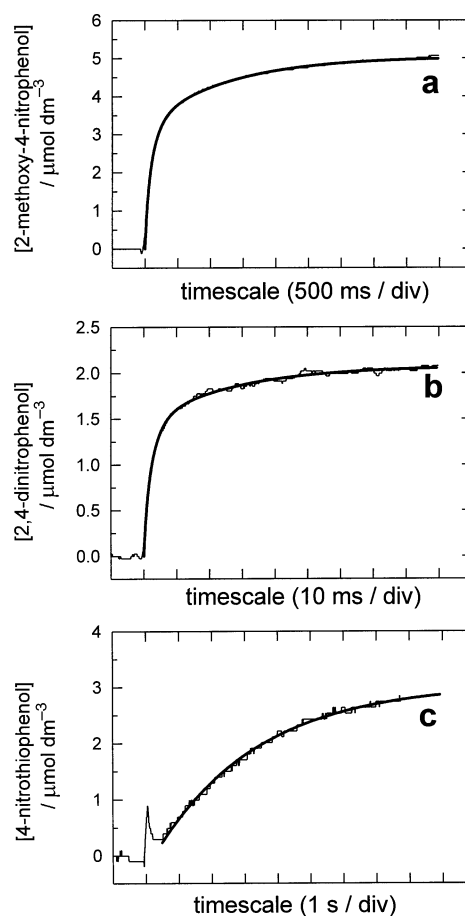 [2-methoxy-4-nitrophenol]
/ μmol dm⁻³
6
5
4
3
2
1
0
a
timescale (500 ms / div)
[2,4-dinitrophenol]
/ μmol dm⁻³
2.5
2.0
1.5
1.0
0.5
0.0
b
timescale (10 ms / div)
[4-nitrothiophenol]
/ μmol dm⁻³
4
3
2
1
0
c
timescale (1 s / div)